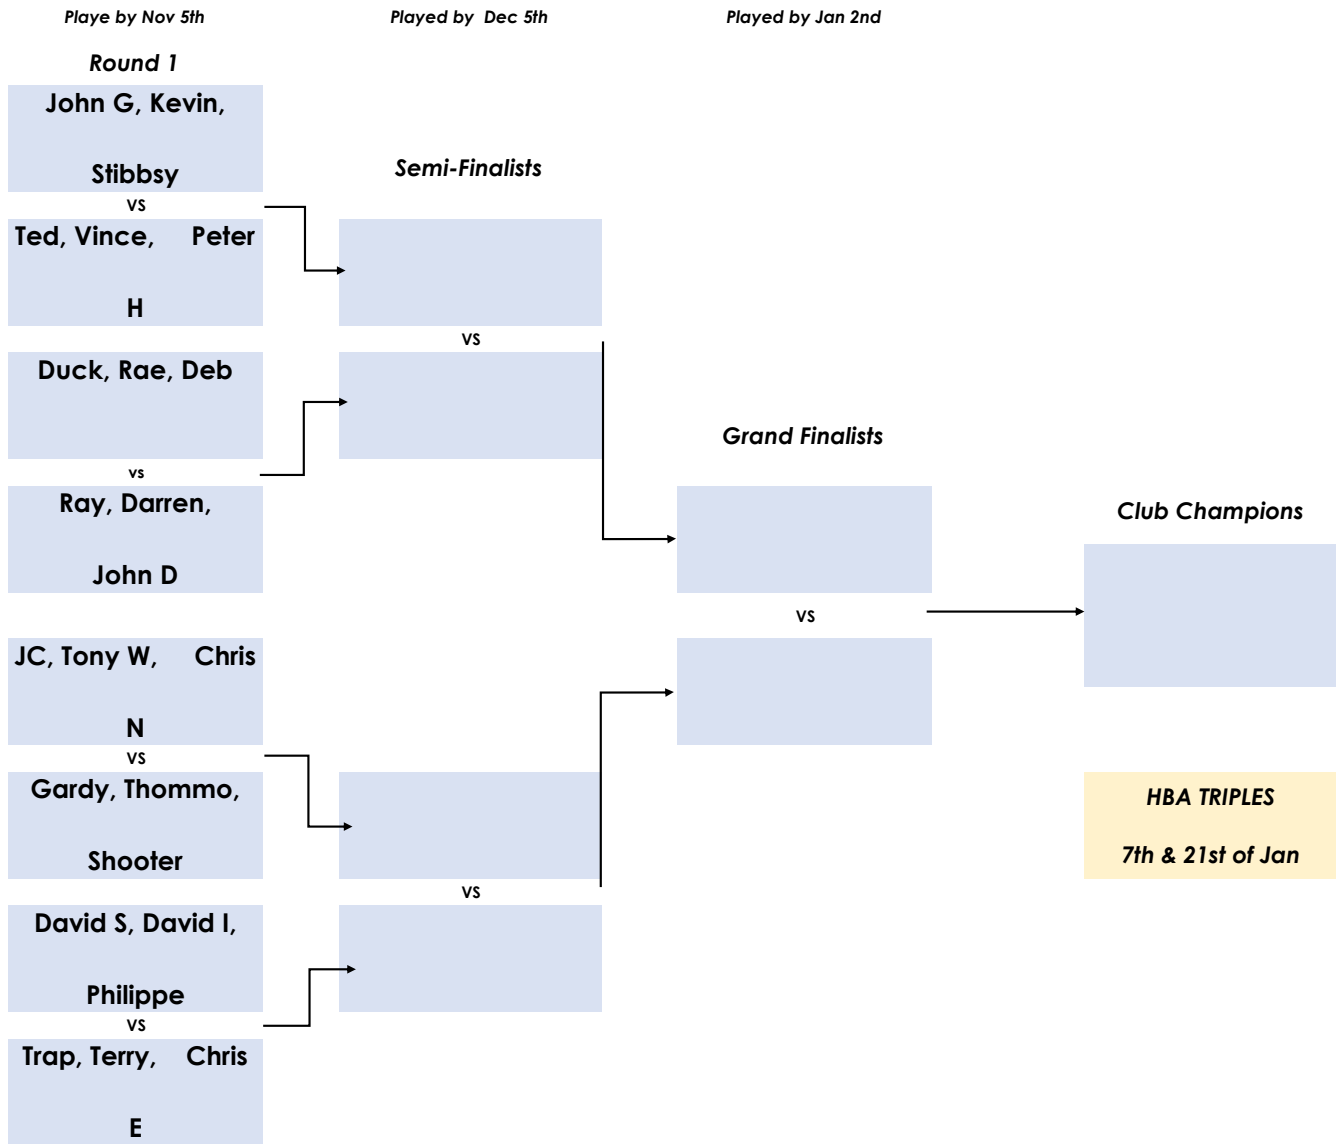 Playe by Nov 5th
Played by Dec 5th
Played by Jan 2nd
Round 1
John G, Kevin,
Stibbsy
vs
Ted, Vince, Peter
H
Duck, Rae, Deb
vs
Ray, Darren,
John D
JC, Tony W, Chris
N
vs
Gardy, Thommo,
Shooter
David S, David I,
Philippe
vs
Trap, Terry, Chris
E
Semi-Finalists
vs
vs
Grand Finalists
vs
Club Champions
HBA TRIPLES
7th & 21st of Jan